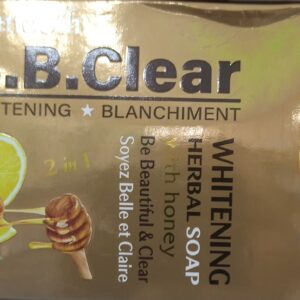 .B.Clear
TENING ★ BLANCHIMENT
2 in 1
WHITENING
HERBAL SOAP
with honey
Be Beautiful & Clear
Soyez Belle et Claire